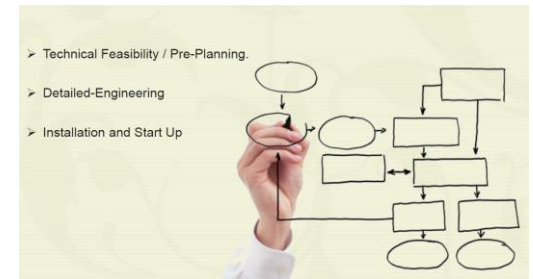 Technical Feasibility / Pre-Planning.
Detailed-Engineering
Installation and Start Up